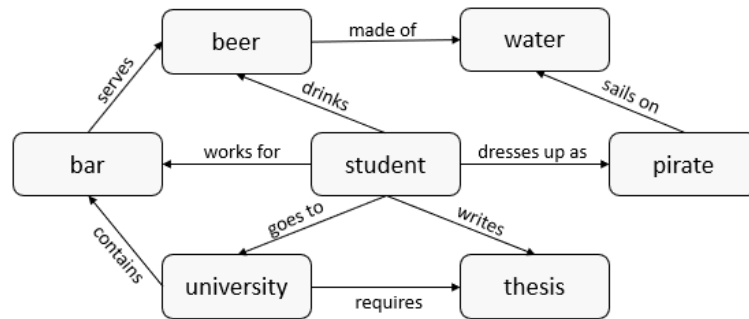 beer
made of
water
serves
drinks
sails on
bar
works for
student
dresses up as
pirate
goes to
writes
contains
university
requires
thesis